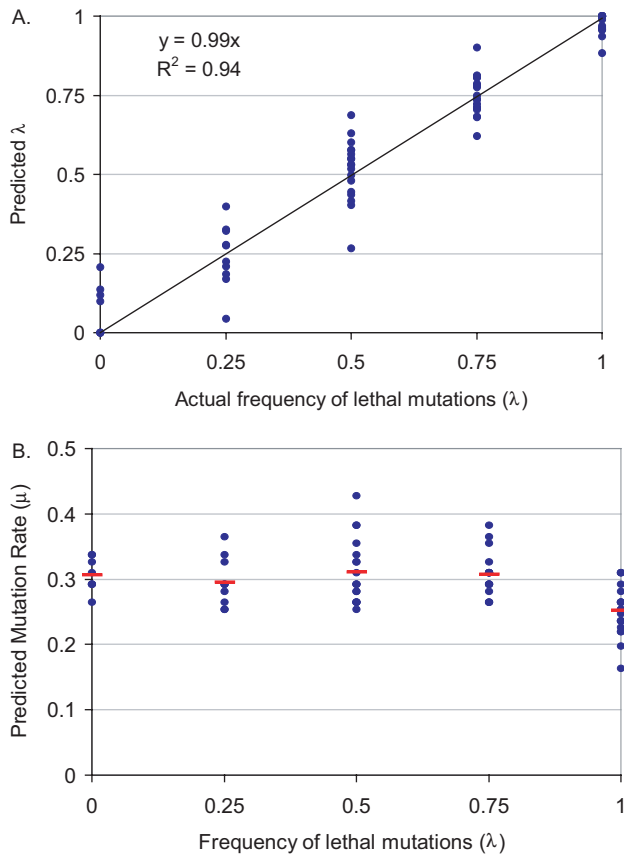 A.
1
0.75
0.5
0.25
0
y = 0.99x
R² = 0.94
Predicted λ
0 0.25 0.5 0.75 1
Actual frequency of lethal mutations (λ)
B.
0.5
0.4
0.3
0.2
0.1
0
Predicted Mutation Rate (μ)
0 0.25 0.5 0.75 1
Frequency of lethal mutations (λ)